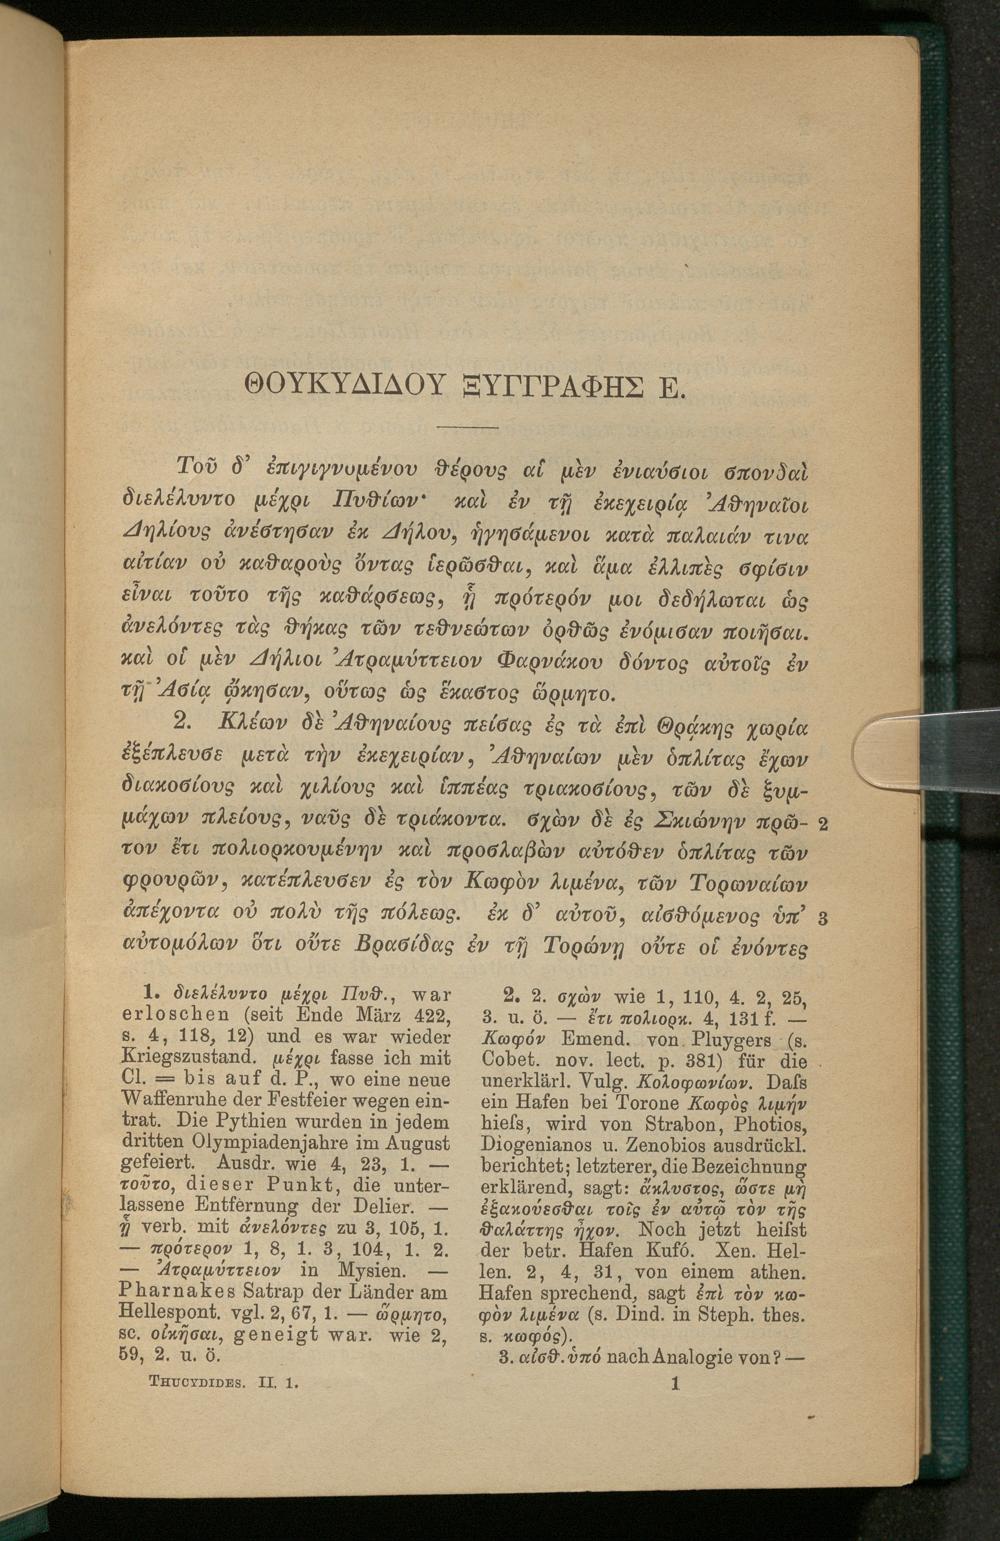 ΘΟΥΚΥΔΙΔΟΥ ΞΥΓΓΡΑΦΗΣ Ε.
Τοῦ δ’ ἐπιγιγνομένου θέρους αἱ μὲν ἐνιαύσιοι σπονδαὶ
διελέλυντο μέχρι Πυθίων· καὶ ἐν τῇ ἐκεχειρίᾳ Ἀθηναῖοι
Δηλίους ἀνέστησαν ἐκ Δήλου, ἡγησάμενοι κατὰ παλαιάν τινα
αἰτίαν οὐ καθαροὺς ὄντας ἱερῶσθαι, καὶ ἅμα ἐλλιπὲς σφίσιν
εἶναι τοῦτο τῆς καθάρσεως, ᾗ πρότερόν μοι δεδήλωται ὡς
ἀνελόντες τὰς θήκας τῶν τεθνεώτων ὀρθῶς ἐνόμισαν ποιῆσαι.
καὶ οἱ μὲν Δήλιοι Ἀτραμύττειον Φαρνάκου δόντος αὐτοῖς ἐν
τῇ Ἀσίᾳ ᾤκησαν, οὕτως ὡς ἕκαστος ὥρμητο.
2. Κλέων δὲ Ἀθηναίους πείσας ἐς τὰ ἐπὶ Θρᾴκης χωρία
ἐξέπλευσε μετὰ τὴν ἐκεχειρίαν, Ἀθηναίων μὲν ὁπλίτας ἔχων
διακοσίους καὶ χιλίους καὶ ἱππέας τριακοσίους, τῶν δὲ ξυμ-
μάχων πλείους, ναῦς δὲ τριάκοντα. σχὼν δὲ ἐς Σκιώνην πρῶ- 2
τον ἔτι πολιορκουμένην καὶ προσλαβὼν αὐτόθεν ὁπλίτας τῶν
φρουρῶν, κατέπλευσεν ἐς τὸν Κωφὸν λιμένα, τῶν Τορωναίων
ἀπέχοντα οὐ πολὺ τῆς πόλεως. ἐκ δ’ αὐτοῦ, αἰσθόμενος ὑπ’ 3
αὐτομόλων ὅτι οὔτε Βρασίδας ἐν τῇ Τορώνῃ οὔτε οἱ ἐνόντες
1. διελέλυντο μέχρι Πυθ., war
erloschen (seit Ende März 422,
s. 4, 118, 12) und es war wieder
Kriegszustand. μέχρι fasse ich mit
Cl. = bis auf d. P., wo eine neue
Waffenruhe der Festfeier wegen ein-
trat. Die Pythien wurden in jedem
dritten Olympiadenjahre im August
gefeiert. Ausdr. wie 4, 23, 1. —
τοῦτο, dieser Punkt, die unter-
lassene Entfernung der Delier. —
ᾗ verb. mit ἀνελόντες zu 3, 105, 1.
— πρότερον 1, 8, 1. 3, 104, 1. 2.
— Ἀτραμύττειον in Mysien. —
Pharnakes Satrap der Länder am
Hellespont. vgl. 2, 67, 1. — ὥρμητο,
sc. οἰκῆσαι, geneigt war. wie 2,
59, 2. u. ö.
2. 2. σχὼν wie 1, 110, 4. 2, 25,
3. u. ö. — ἔτι πολιορκ. 4, 131 f. —
Κωφόν Emend. von Pluygers (s.
Cobet. nov. lect. p. 381) für die
unerklärl. Vulg. Κολοφωνίων. Daſs
ein Hafen bei Torone Κωφὸς λιμήν
hieſs, wird von Strabon, Photios,
Diogenianos u. Zenobios ausdrückl.
berichtet; letzterer, die Bezeichnung
erklärend, sagt: ἄκλυστος, ὥστε μὴ
ἐξακούεσθαι τοῖς ἐν αὐτῷ τὸν τῆς
θαλάττης ἦχον. Noch jetzt heiſst
der betr. Hafen Kufó. Xen. Hel-
len. 2, 4, 31, von einem athen.
Hafen sprechend, sagt ἐπὶ τὸν κω-
φὸν λιμένα (s. Dind. in Steph. thes.
s. κωφός).
3. αἰσθ. ὑπό nach Analogie von? —
THUCYDIDES. II. 1.
1